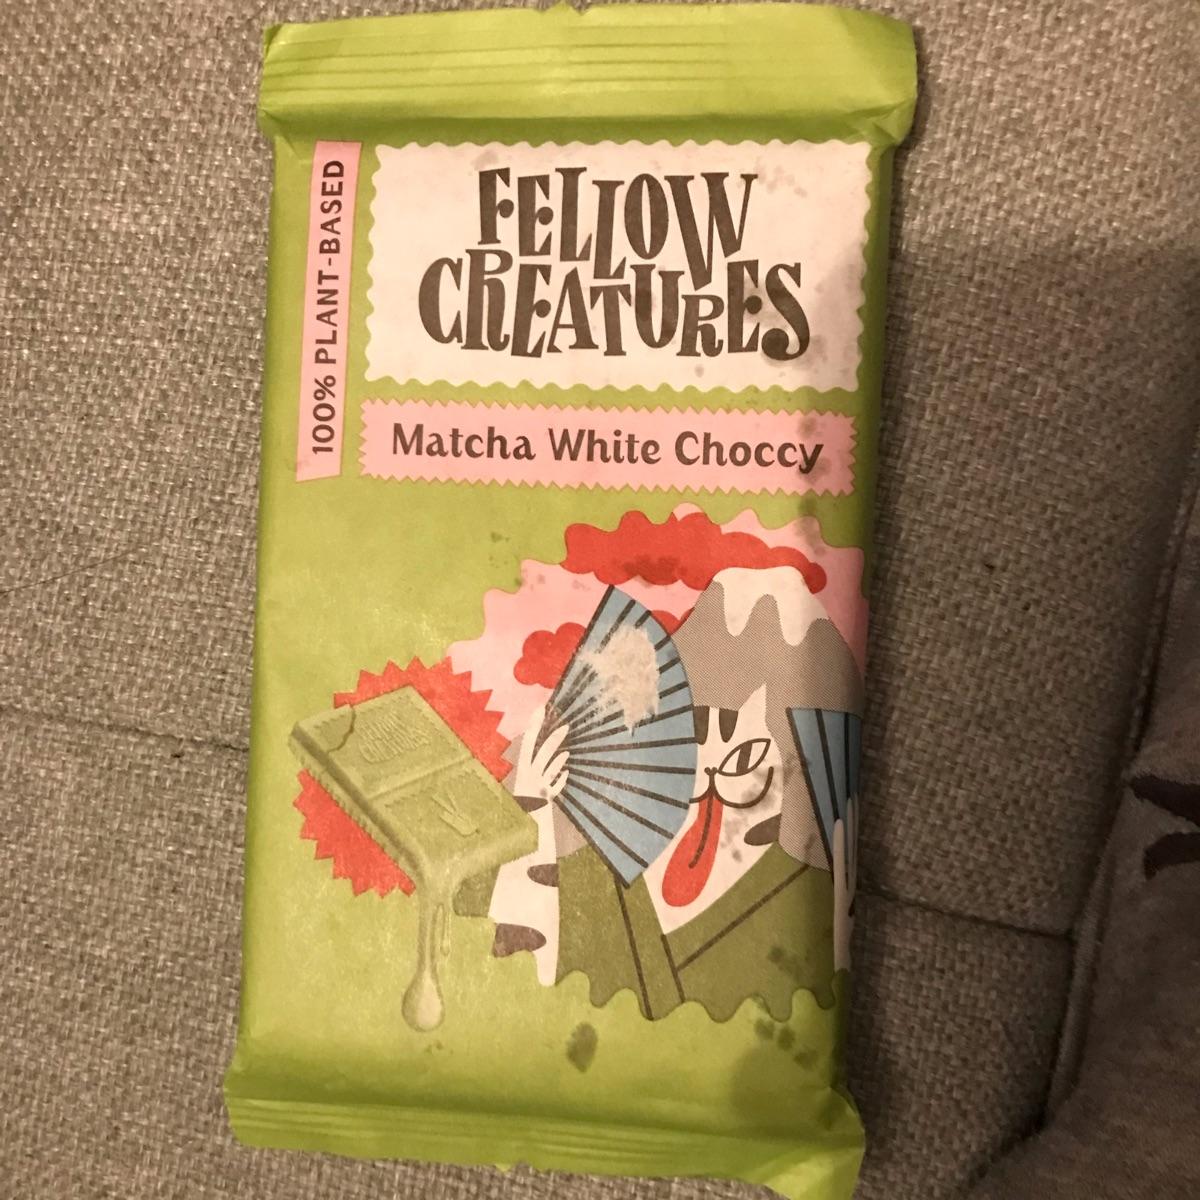 100% PLANT-BASED
FELLOW
CREATURES
Matcha White Choccy